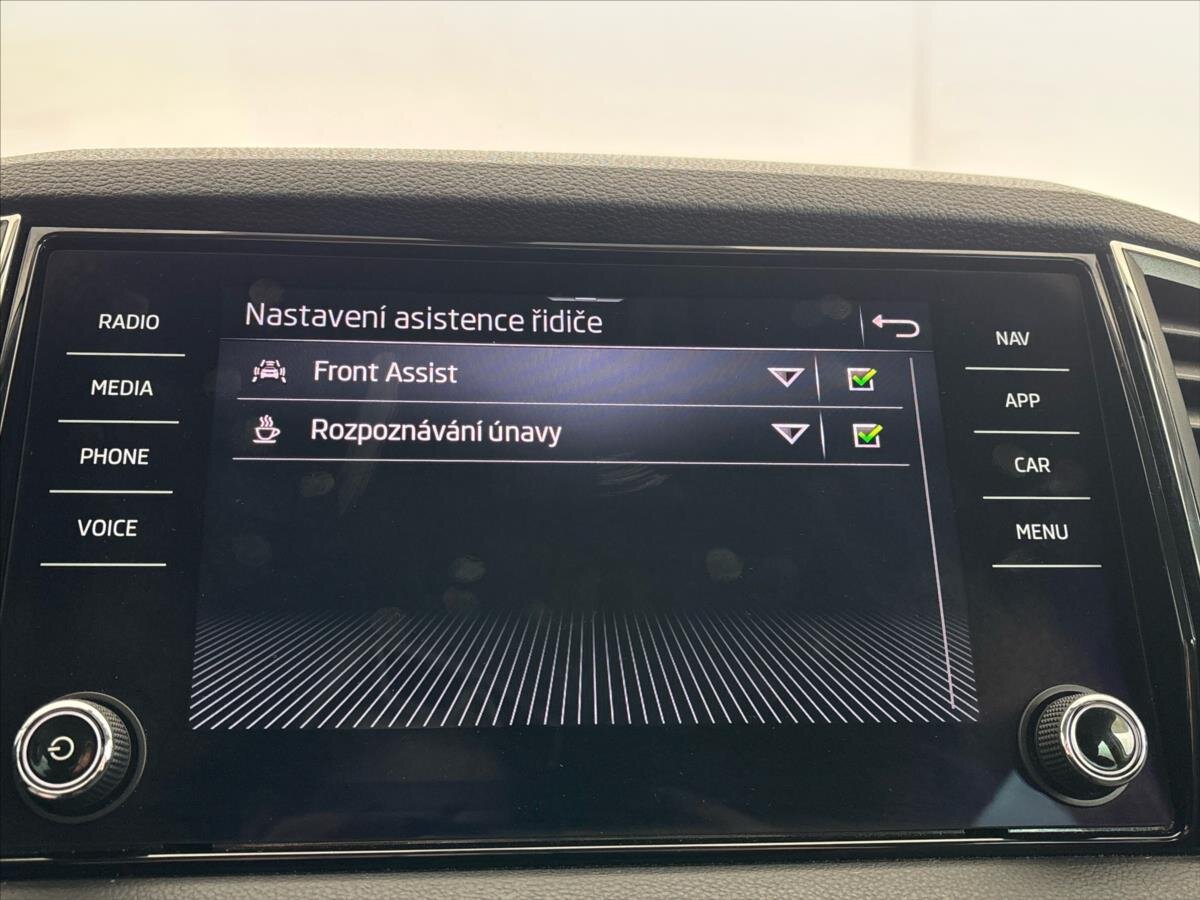 RADIO
MEDIA
PHONE
VOICE
Nastavení asistence řidiče
Front Assist
Rozpoznávání únavy
NAV
APP
CAR
MENU